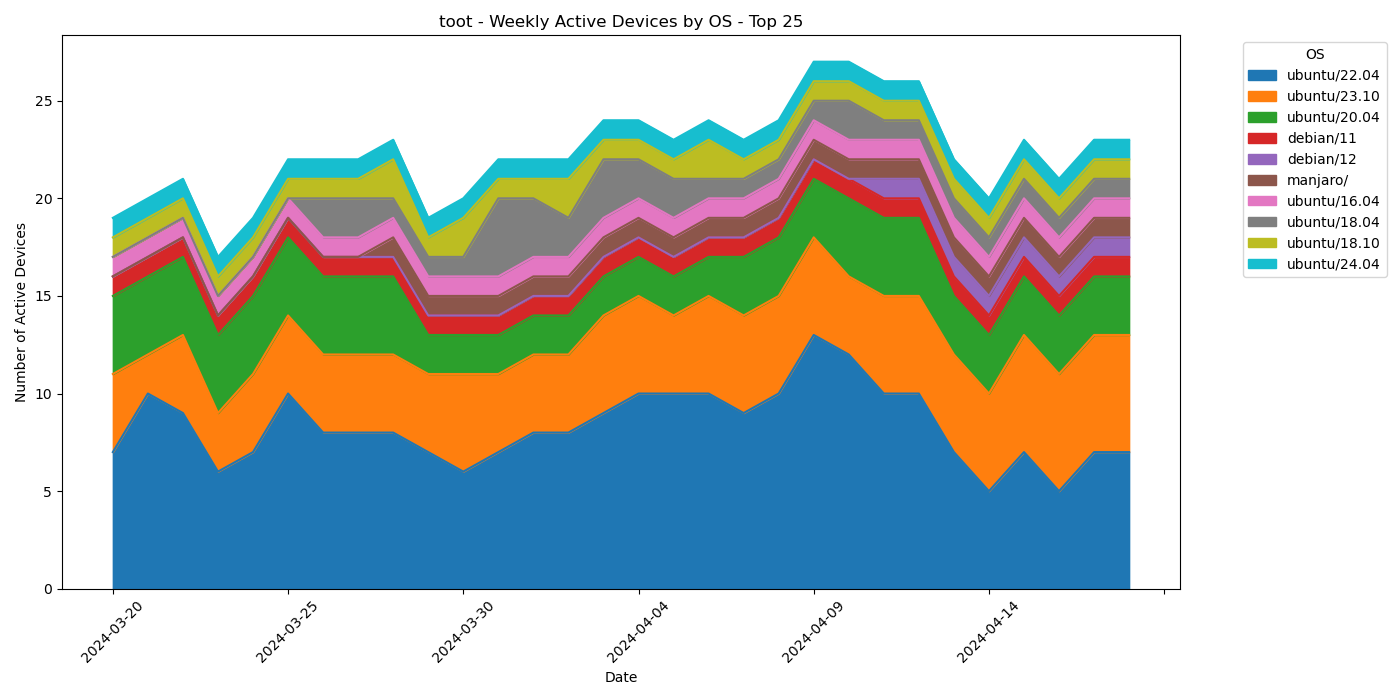 toot - Weekly Active Devices by OS - Top 25
Number of Active Devices
25
20
15
10
5
0
2024-03-20
2024-03-25
2024-03-30
2024-04-04
2024-04-09
2024-04-14
Date
OS
ubuntu/22.04
ubuntu/23.10
ubuntu/20.04
debian/11
debian/12
manjaro/
ubuntu/16.04
ubuntu/18.04
ubuntu/18.10
ubuntu/24.04